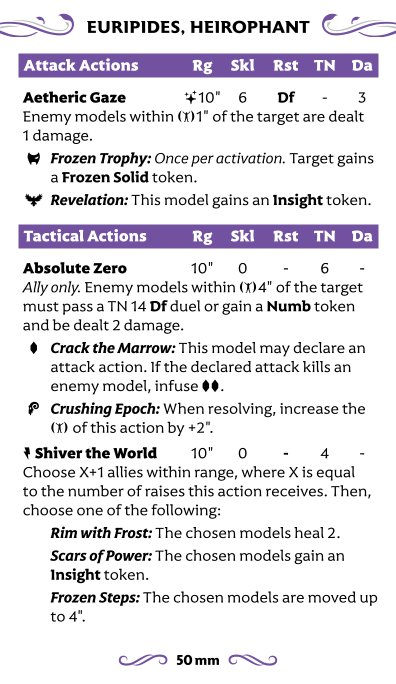 EURIPIDES, HEIROPHANT
Attack Actions Rg Skl Rst TN Da
Aetheric Gaze 10" 6 Df - 3
Enemy models within 1" of the target are dealt
1 damage.
Frozen Trophy: Once per activation. Target gains
a Frozen Solid token.
Revelation: This model gains an Insight token.
Tactical Actions Rg Skl Rst TN Da
Absolute Zero 10" 0 - 6 -
Ally only. Enemy models within 4" of the target
must pass a TN 14 Df duel or gain a Numb token
and be dealt 2 damage.
Crack the Marrow: This model may declare an
attack action. If the declared attack kills an
enemy model, infuse .
Crushing Epoch: When resolving, increase the
of this action by +2".
Shiver the World 10" 0 - 4 -
Choose X+1 allies within range, where X is equal
to the number of raises this action receives. Then,
choose one of the following:
Rim with Frost: The chosen models heal 2.
Scars of Power: The chosen models gain an
Insight token.
Frozen Steps: The chosen models are moved up
to 4".
50 mm